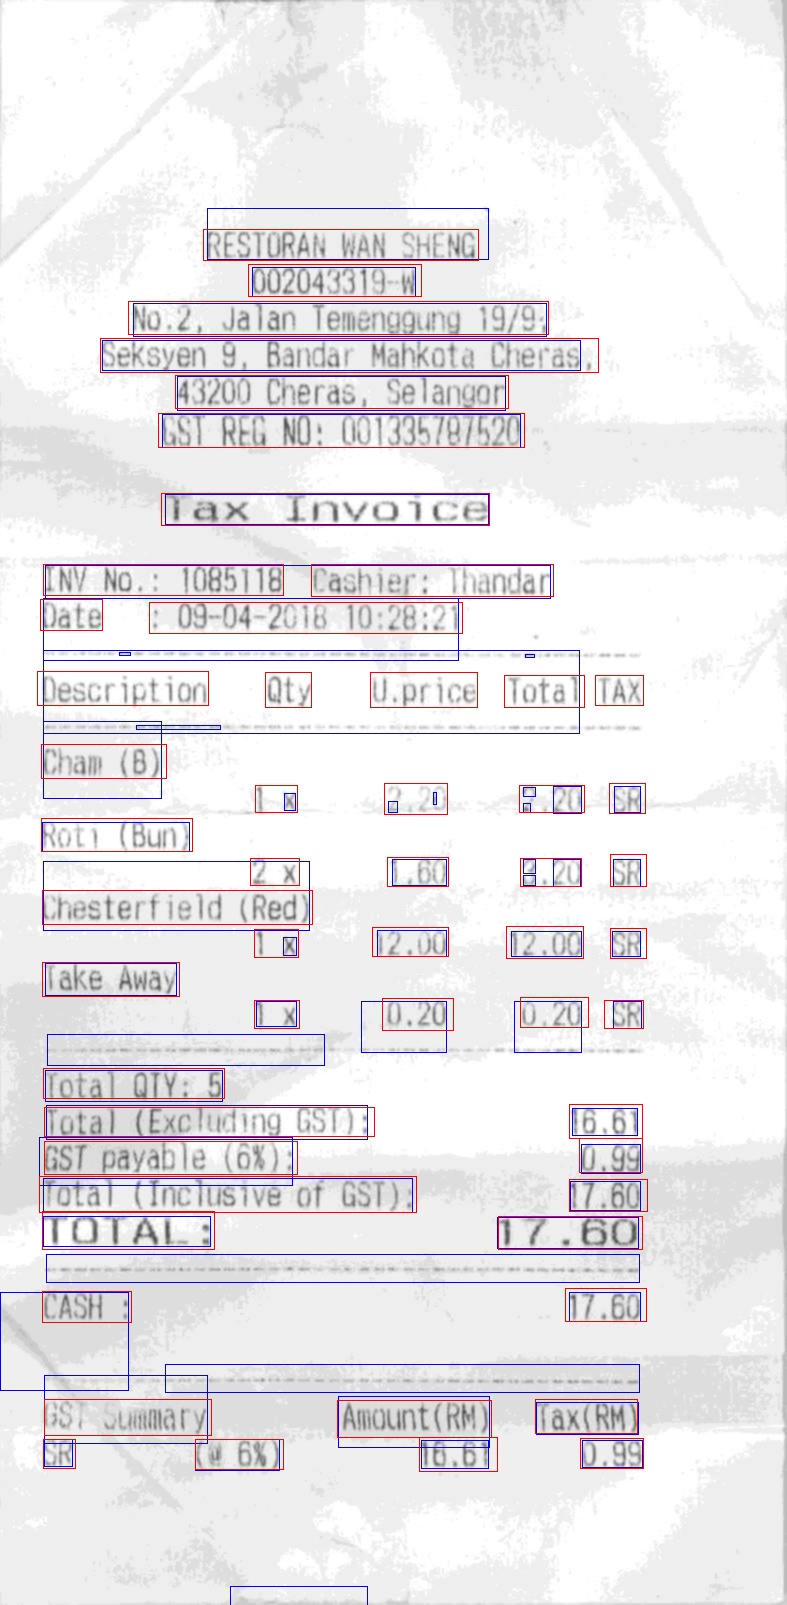 RESTORAN WAN SHENG
002043319-W
No.2, Jalan Temenggung 19/9,
Seksyen 9, Bandar Mahkota Cheras,
43200 Cheras, Selangor
GST REG NO: 001335787520
Tax Invoice
INV No.: 1085118 Cashier: Thandar
Date : 09-04-2018 10:28:21
Description Qty U.price Total TAX
Cham (B)
1 x 2.20 2.20 SR
Roti (Bun)
2 x 1.60 3.20 SR
Chesterfield (Red)
1 x 12.00 12.00 SR
Take Away
1 x 0.20 0.20 SR
Total QTY: 5
Total (Excluding GST): 16.61
GST payable (6%): 0.99
Total (Inclusive of GST): 17.60
TOTAL: 17.60
CASH : 17.60
GST Summary Amount(RM) Tax(RM)
SR (@ 6%) 16.61 0.99